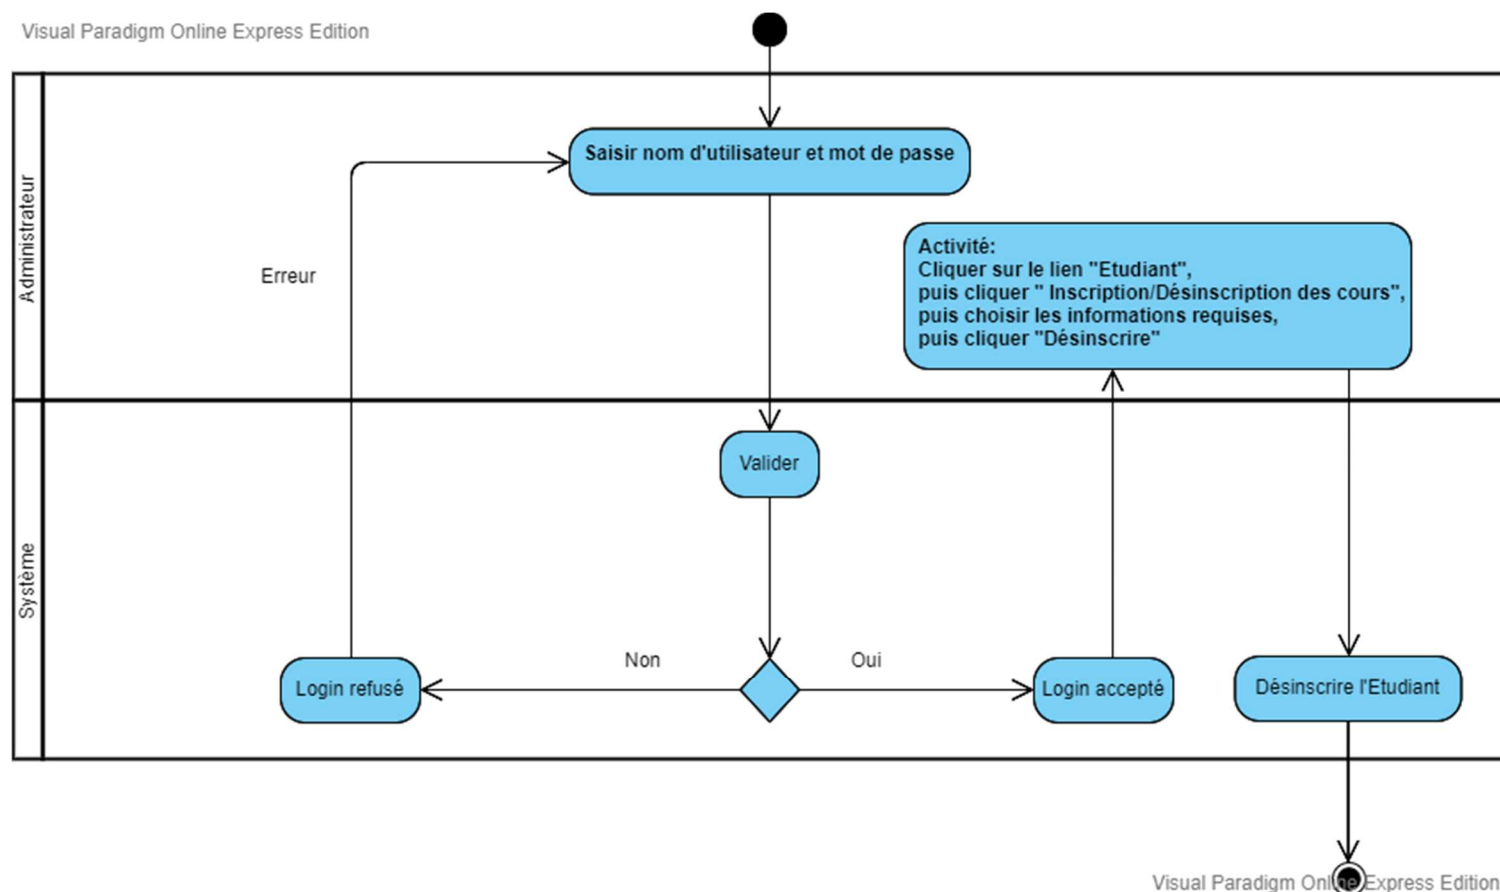 Visual Paradigm Online Express Edition
Administrateur
Saisir nom d'utilisateur et mot de passe
Erreur
Activité:
Cliquer sur le lien "Etudiant",
puis cliquer " Inscription/Désinscription des cours",
puis choisir les informations requises,
puis cliquer "Désinscrire"
Système
Valider
Non
Oui
Login refusé
Login accepté
Désinscrire l'Etudiant
Visual Paradigm Online Express Edition